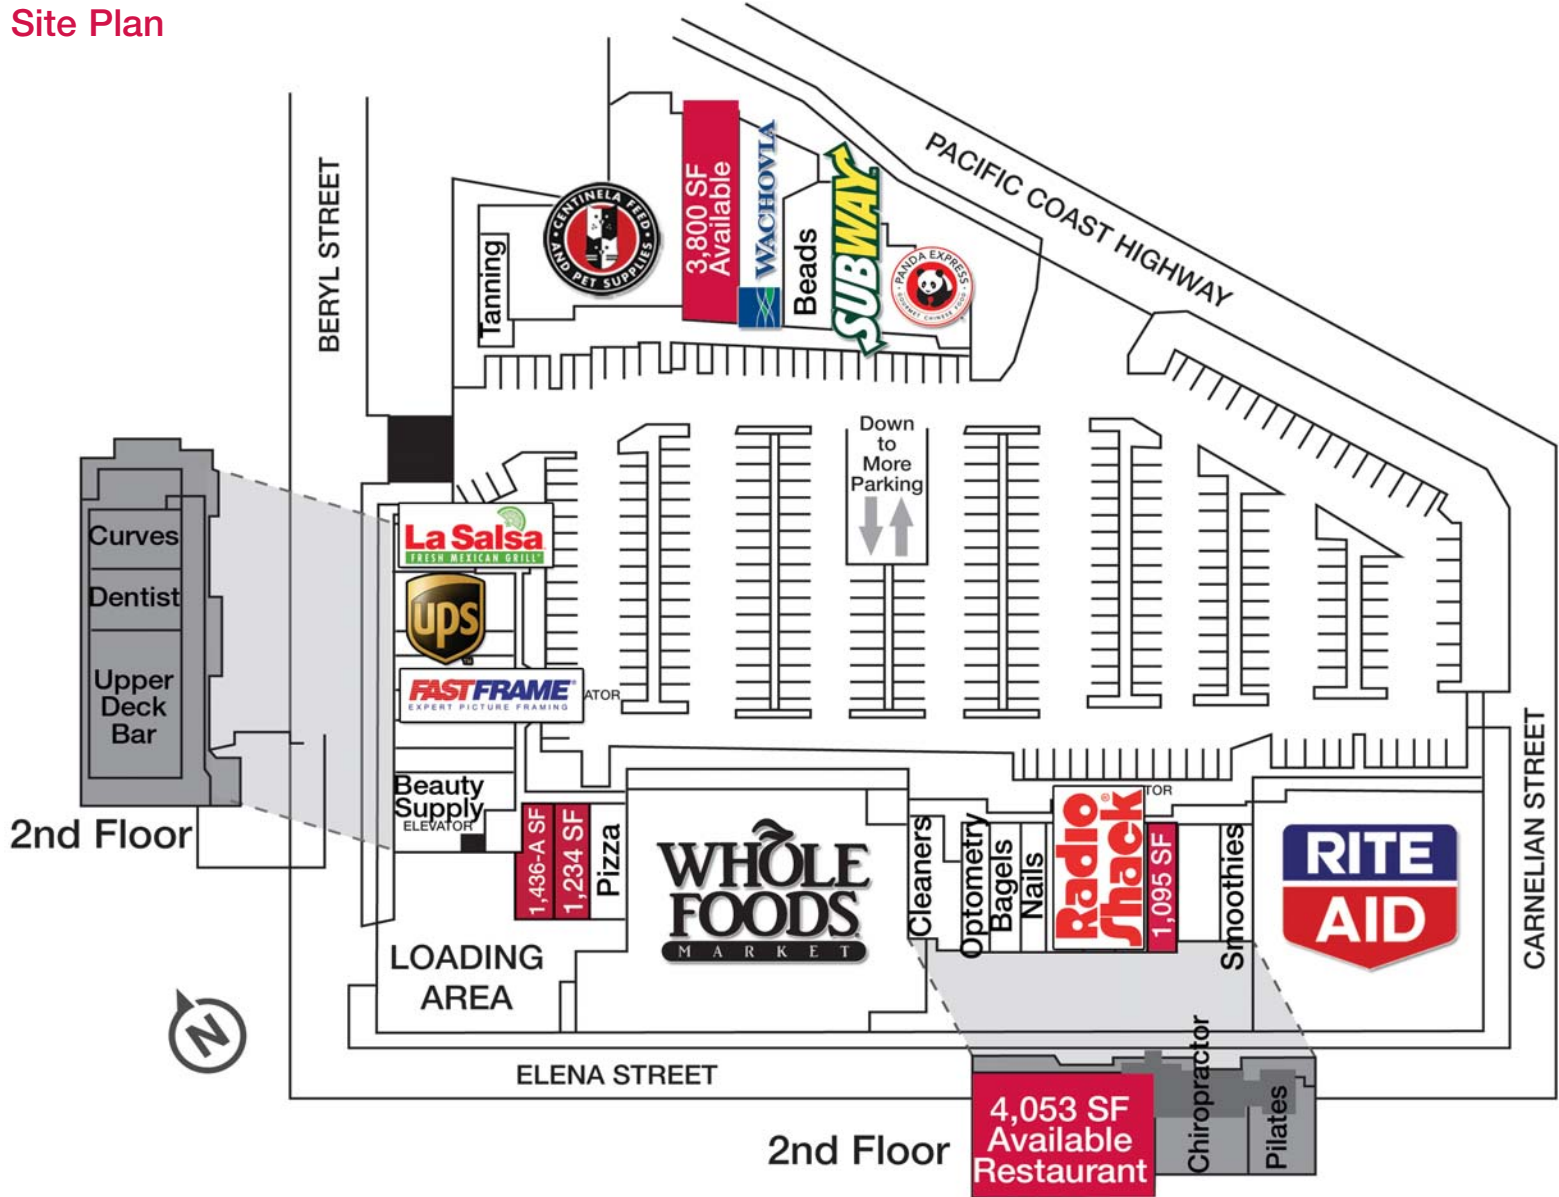 Site Plan
PACIFIC COAST HIGHWAY
BERYL STREET
Tanning
CENTINELA FEED
AND PET SUPPLIES
3,800 SF
Available
WACHOVIA
Beads
SUBWAY
PANDA EXPRESS
GOURMET CHINESE FOOD
Down
to
More
Parking
Curves
Dentist
Upper
Deck
Bar
2nd Floor
La Salsa
FRESH MEXICAN GRILL
ups
TM
FASTFRAME
EXPERT PICTURE FRAMING
ATOR
Beauty
Supply
ELEVATOR
1,436-A SF
1,234 SF
Pizza
WHOLE
FOODS
MARKET
Cleaners
Optometry
Bagels
Nails
Radio
Shack®
TOR
1,095 SF
Smoothies
RITE
AID
CARNELIAN STREET
LOADING
AREA
N
ELENA STREET
2nd Floor
4,053 SF
Available
Restaurant
Chiropractor
Pilates